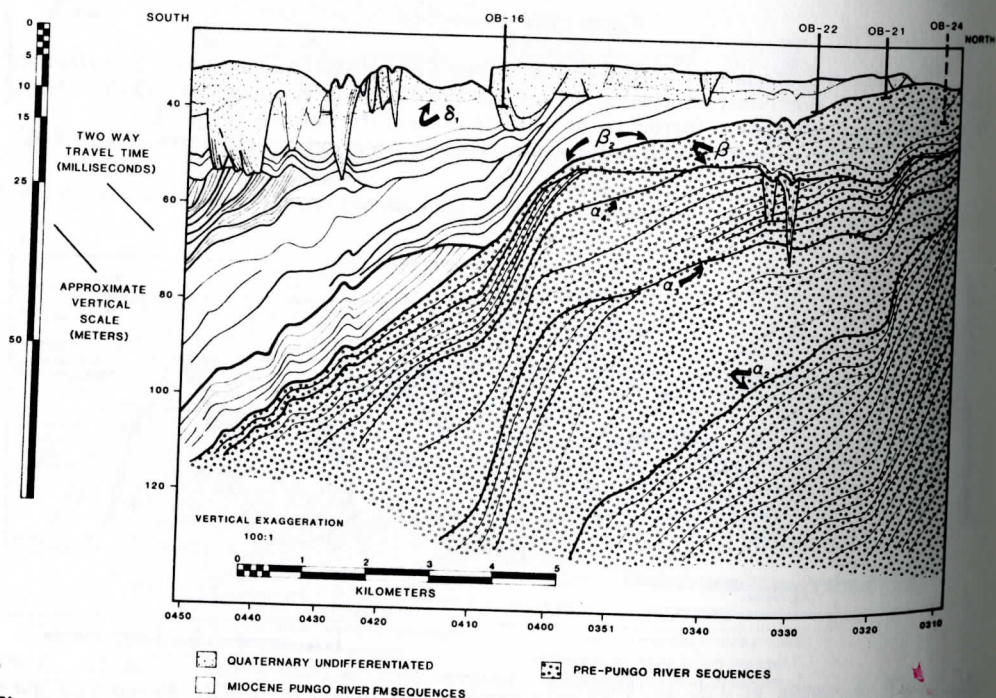 SOUTH
OB-16
OB-22
OB-21
OB-24
NORTH
0
5
10
15
25
50
TWO WAY
TRAVEL TIME
(MILLISECONDS)
APPROXIMATE
VERTICAL
SCALE
(METERS)
40
60
80
100
120
δ₁
β₂
β
α₄
α₃
α
VERTICAL EXAGGERATION
100:1
0 1 2 3 4 5
KILOMETERS
0450 0430 0420 0410 0400 0351 0340 0330 0320 0310
QUATERNARY UNDIFFERENTIATED
MIOCENE PUNGO RIVER FM SEQUENCES
PRE-PUNGO RIVER SEQUENCES